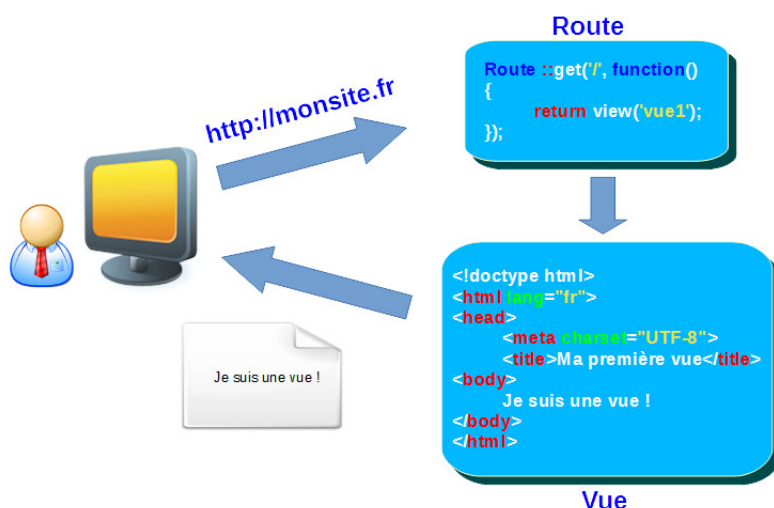 Route
Route ::get('/', function()
{
return view('vue1');
});
http://monsite.fr
<!doctype html>
<html lang="fr">
<head>
<meta charset="UTF-8">
<title>Ma première vue</title>
<body>
Je suis une vue !
</body>
</html>
Vue
Je suis une vue !